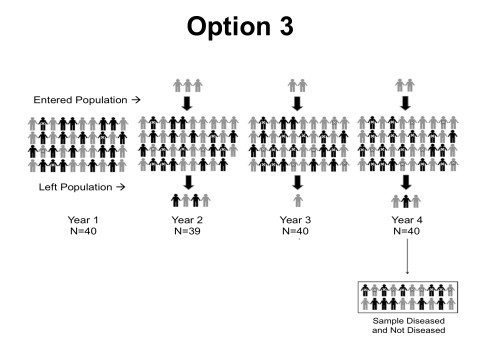 Option 3
Entered Population →
Left Population →
Year 1
N=40
Year 2
N=39
Year 3
N=40
Year 4
N=40
Sample Diseased
and Not Diseased